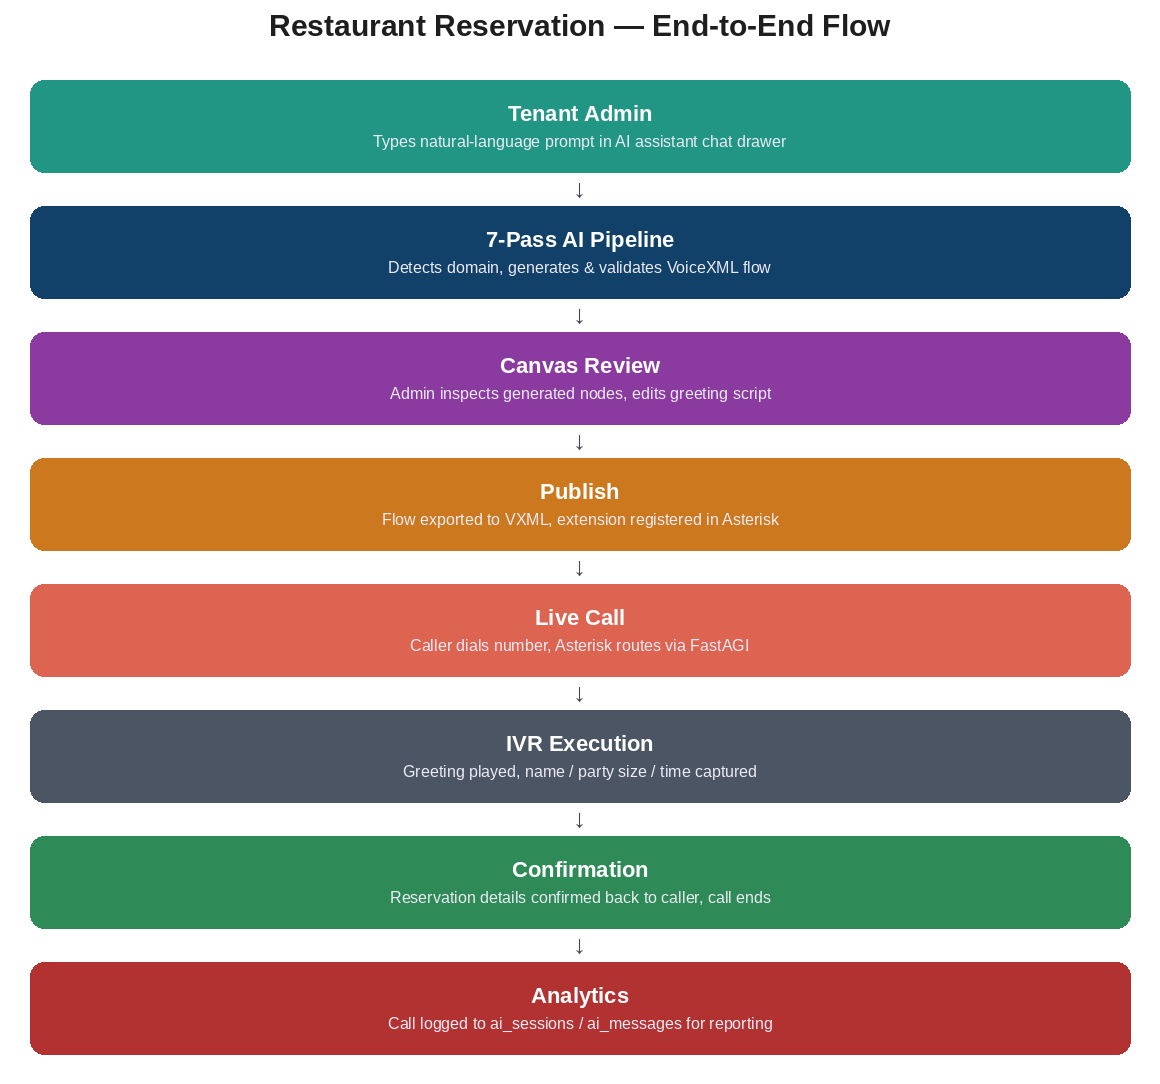 Restaurant Reservation — End-to-End Flow
Tenant Admin
Types natural-language prompt in AI assistant chat drawer
↓
7-Pass AI Pipeline
Detects domain, generates & validates VoiceXML flow
↓
Canvas Review
Admin inspects generated nodes, edits greeting script
↓
Publish
Flow exported to VXML, extension registered in Asterisk
↓
Live Call
Caller dials number, Asterisk routes via FastAGI
↓
IVR Execution
Greeting played, name / party size / time captured
↓
Confirmation
Reservation details confirmed back to caller, call ends
↓
Analytics
Call logged to ai_sessions / ai_messages for reporting